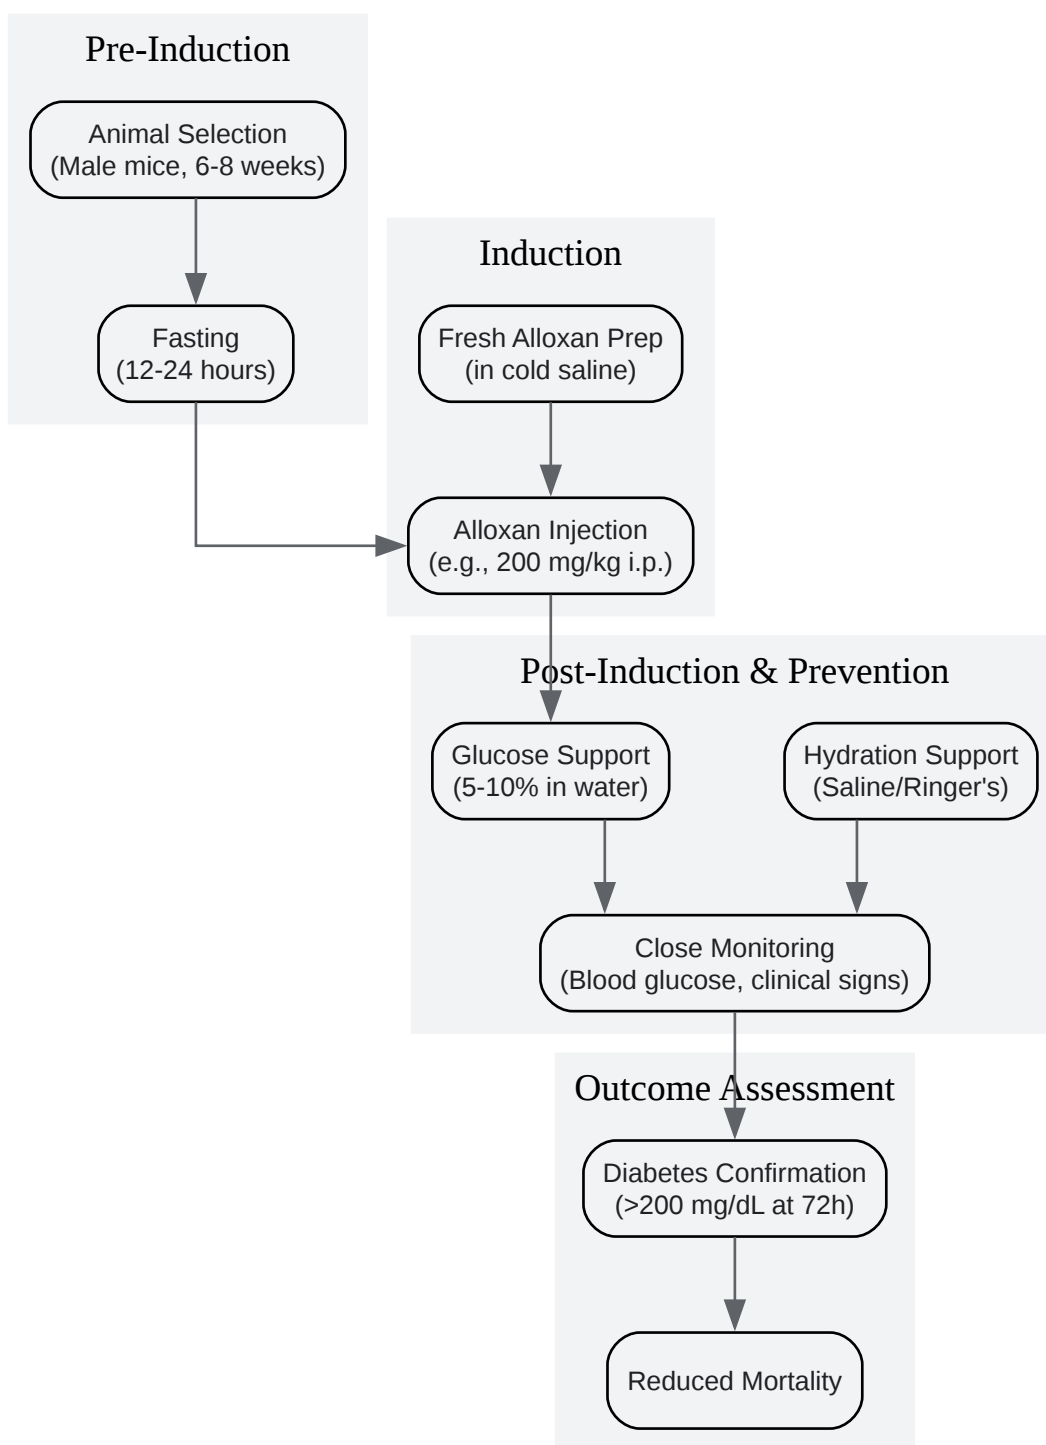 Pre-Induction
Animal Selection
(Male mice, 6-8 weeks)
Fasting
(12-24 hours)
Induction
Fresh Alloxan Prep
(in cold saline)
Alloxan Injection
(e.g., 200 mg/kg i.p.)
Post-Induction & Prevention
Glucose Support
(5-10% in water)
Hydration Support
(Saline/Ringer's)
Close Monitoring
(Blood glucose, clinical signs)
Outcome Assessment
Diabetes Confirmation
(>200 mg/dL at 72h)
Reduced Mortality